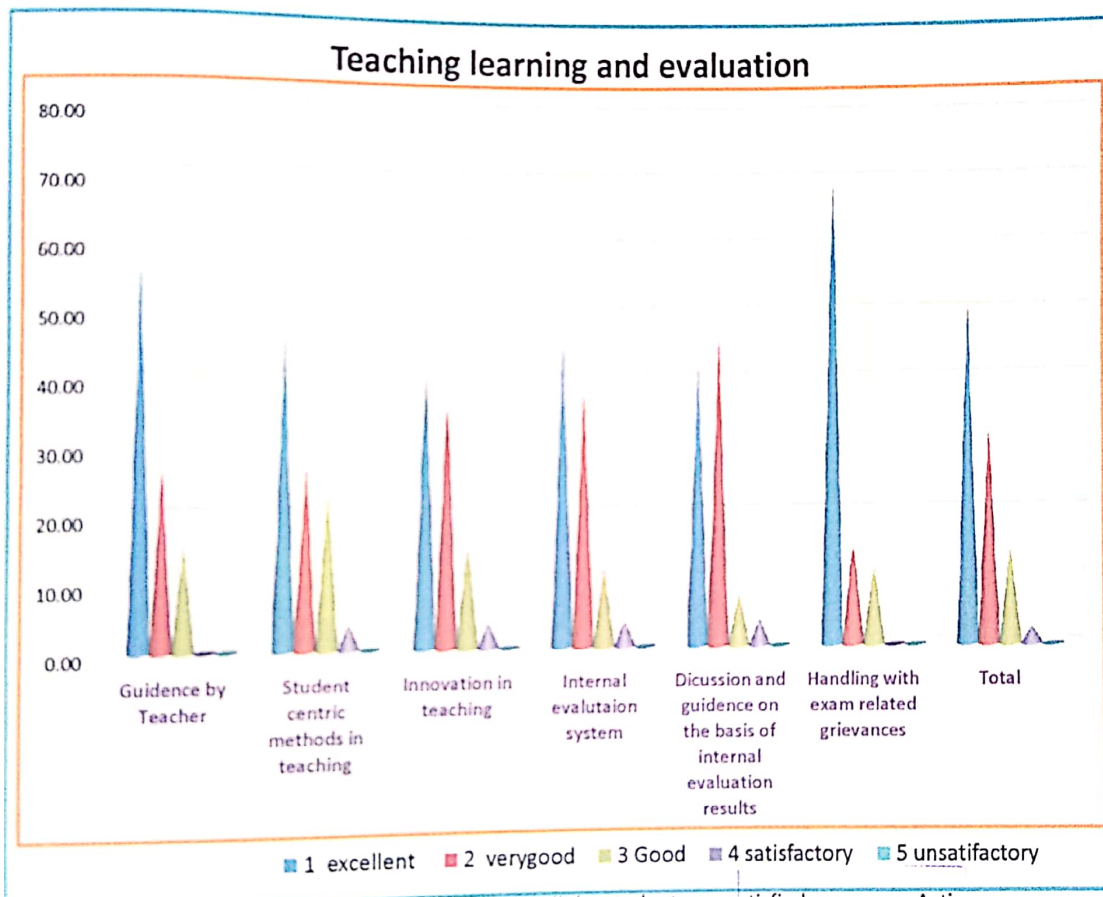 Teaching learning and evaluation
80.00
70.00
60.00
50.00
40.00
30.00
20.00
10.00
0.00
Guidence by
Teacher
Student
centric
methods in
teaching
Innovation in
teaching
Internal
evalutaion
system
Dicussion and
guidence on
the basis of
internal
evaluation
results
Handling with
exam related
grievances
Total
1 excellent
2 verygood
3 Good
4 satisfactory
5 unsatifactory